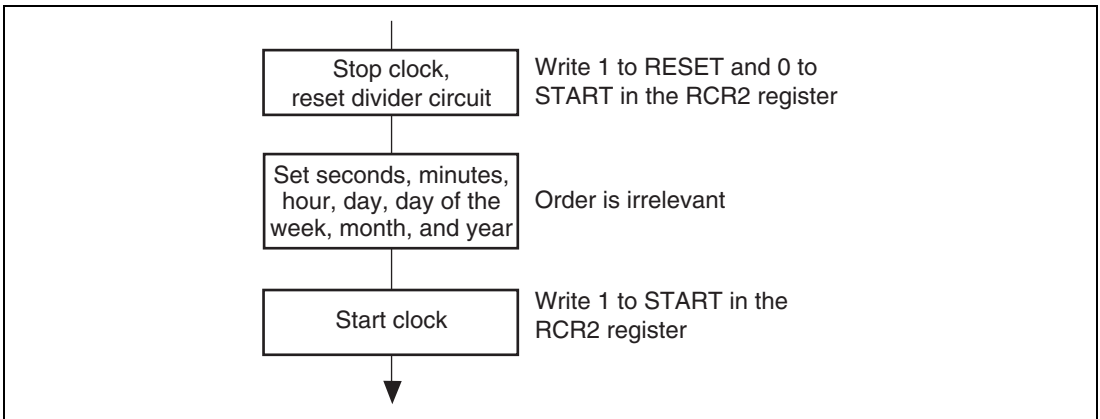 Stop clock,
reset divider circuit
Write 1 to RESET and 0 to
START in the RCR2 register
Set seconds, minutes,
hour, day, day of the
week, month, and year
Order is irrelevant
Start clock
Write 1 to START in the
RCR2 register